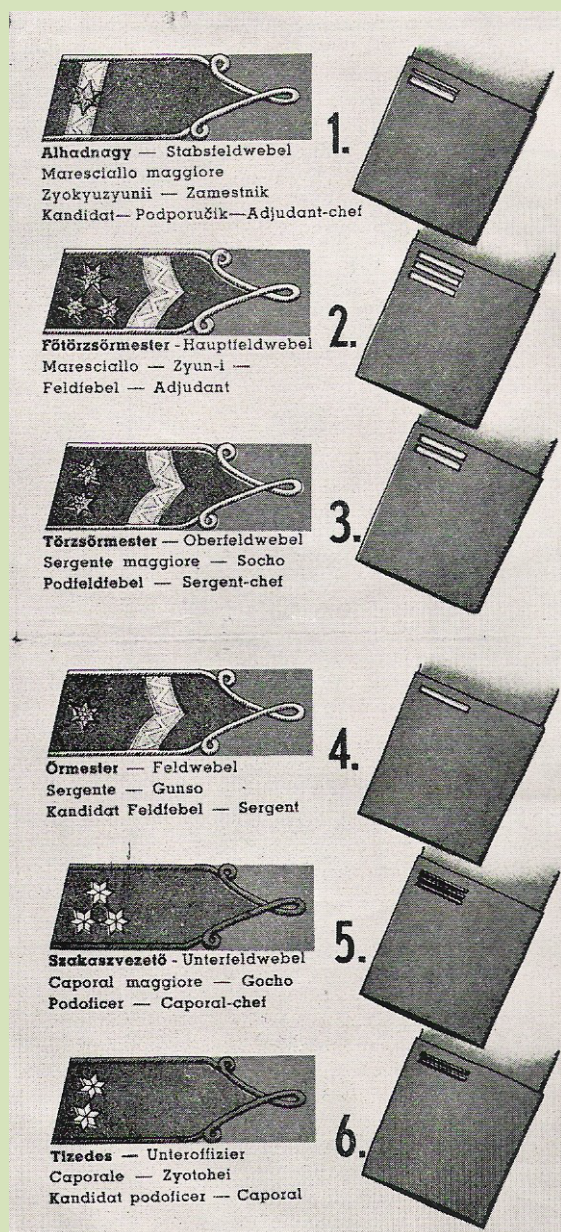 1.
Alhadnagy — Stabsfeldwebel
Maresciallo maggiore
Zyokyuzyunii — Zamestnik
Kandidat — Podporučik — Adjudant-chef
2.
Főtörzsörmester - Hauptfeldwebel
Maresciallo — Zyun-i —
Feldfebel — Adjudant
3.
Törzsörmester — Oberfeldwebel
Sergente maggiore — Socho
Podfeldfebel — Sergent-chef
4.
Őrmester — Feldwebel
Sergente — Gunso
Kandidat Feldfebel — Sergent
5.
Szakaszvezető - Unterfeldwebel
Caporal maggiore — Gocho
Podoficer — Caporal-chef
6.
Tizedes — Unteroffizier
Caporale — Zyotohei
Kandidat podoficer — Caporal